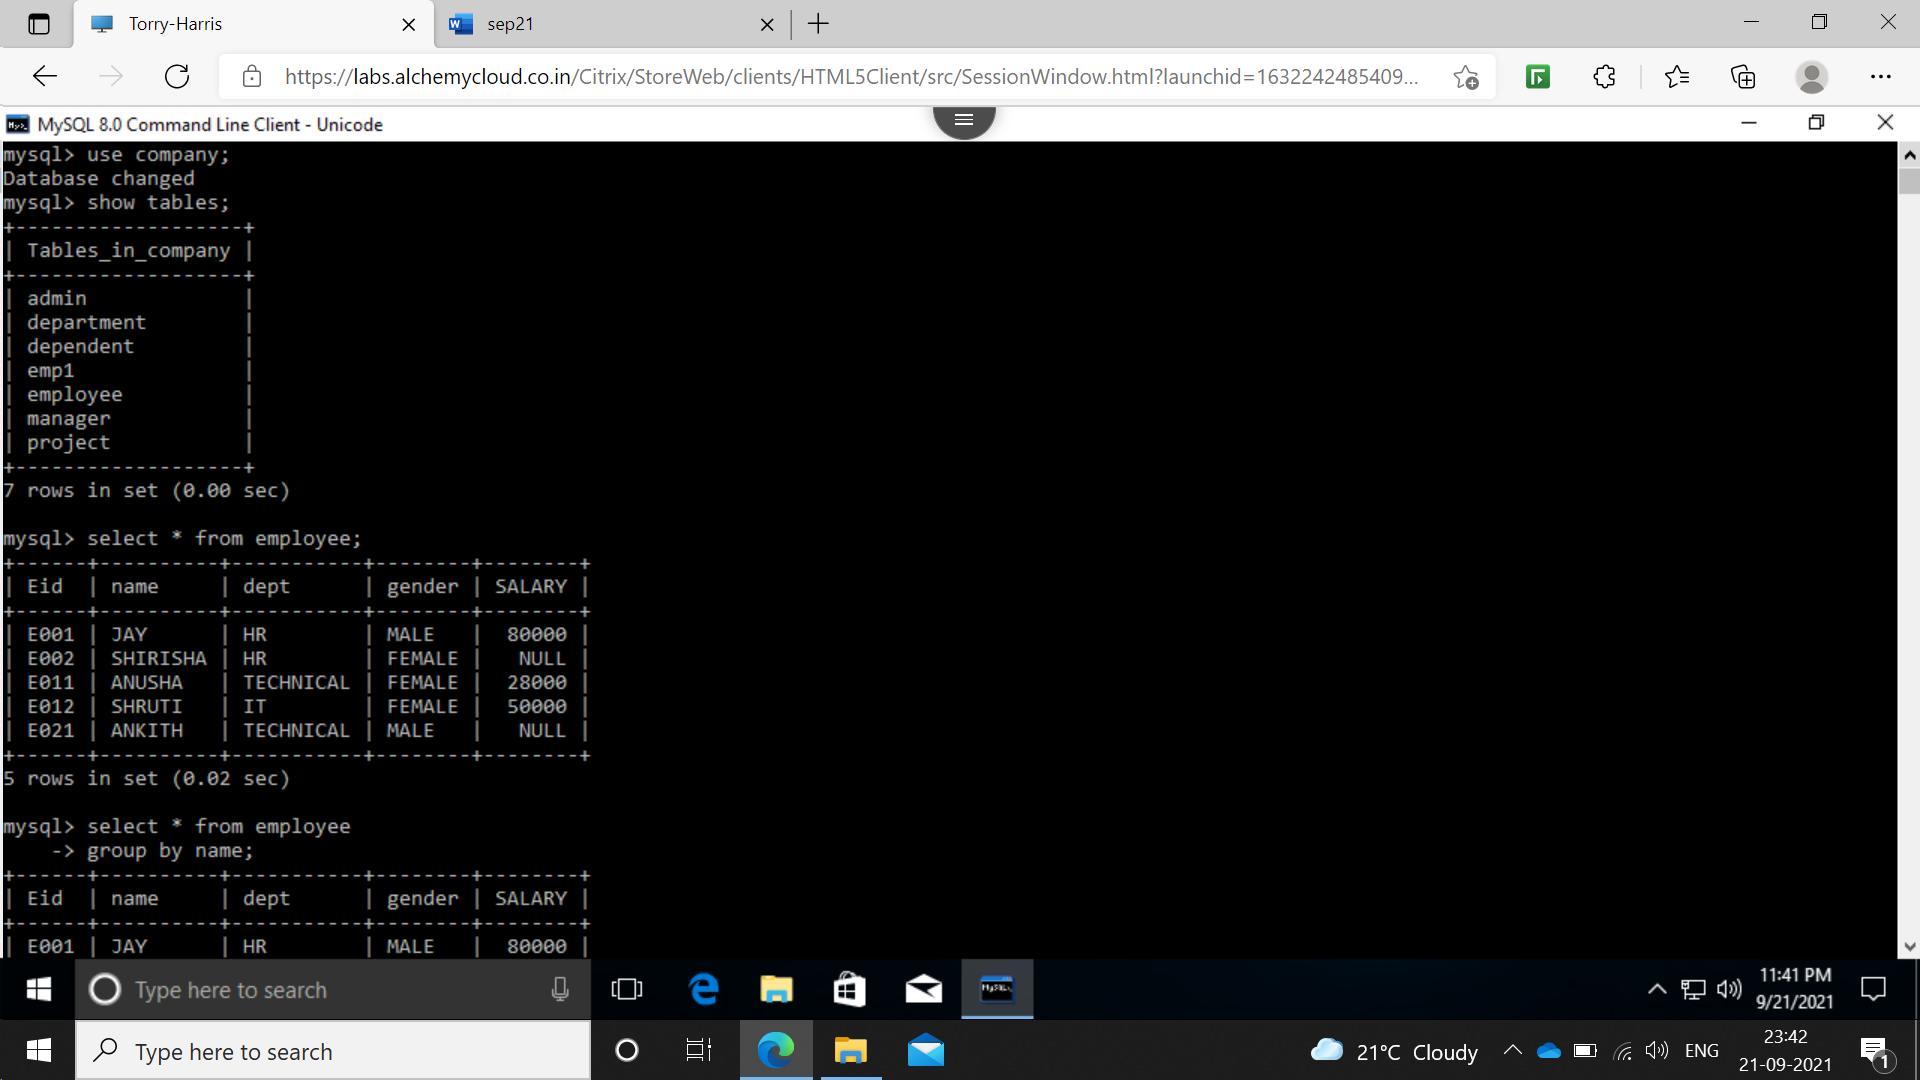 Torry-Harris
sep21
https://labs.alchemycloud.co.in/Citrix/StoreWeb/clients/HTML5Client/src/SessionWindow.html?launchid=1632242485409...
MySQL 8.0 Command Line Client - Unicode
mysql> use company;
Database changed
mysql> show tables;
+-------------------+
| Tables_in_company |
+-------------------+
| admin             |
| department        |
| dependent         |
| emp1              |
| employee          |
| manager           |
| project           |
+-------------------+
7 rows in set (0.00 sec)
mysql> select * from employee;
+------+----------+-----------+--------+--------+
| Eid  | name     | dept      | gender | SALARY |
+------+----------+-----------+--------+--------+
| E001 | JAY      | HR        | MALE   |  80000 |
| E002 | SHIRISHA | HR        | FEMALE |   NULL |
| E011 | ANUSHA   | TECHNICAL | FEMALE |  28000 |
| E012 | SHRUTI   | IT        | FEMALE |  50000 |
| E021 | ANKITH   | TECHNICAL | MALE   |   NULL |
+------+----------+-----------+--------+--------+
5 rows in set (0.02 sec)
mysql> select * from employee
    -> group by name;
+------+----------+-----------+--------+--------+
| Eid  | name     | dept      | gender | SALARY |
+------+----------+-----------+--------+--------+
| E001 | JAY      | HR        | MALE   |  80000 |
Type here to search
MySQL
11:41 PM
9/21/2021
Type here to search
21°C Cloudy
ENG
23:42
21-09-2021
1